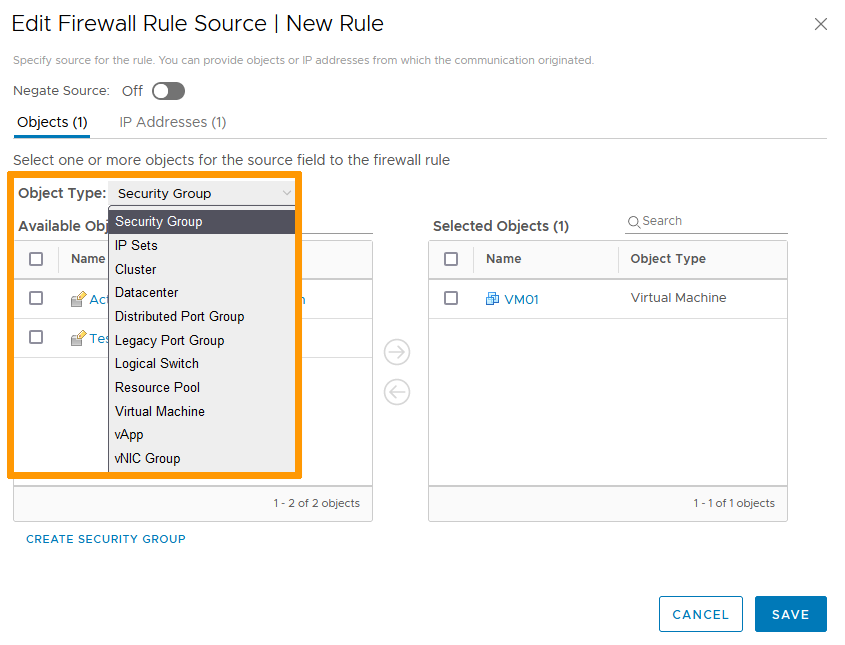 Edit Firewall Rule Source | New Rule
Specify source for the rule. You can provide objects or IP addresses from which the communication originated.
Negate Source: Off
Objects (1) IP Addresses (1)
Select one or more objects for the source field to the firewall rule
Object Type: Security Group
Available Obj
Security Group
IP Sets
Cluster
Datacenter
Distributed Port Group
Legacy Port Group
Logical Switch
Resource Pool
Virtual Machine
vApp
vNIC Group
Name
Act
Tes
1 - 2 of 2 objects
CREATE SECURITY GROUP
Selected Objects (1) Search
Name Object Type
VM01 Virtual Machine
1 - 1 of 1 objects
CANCEL SAVE